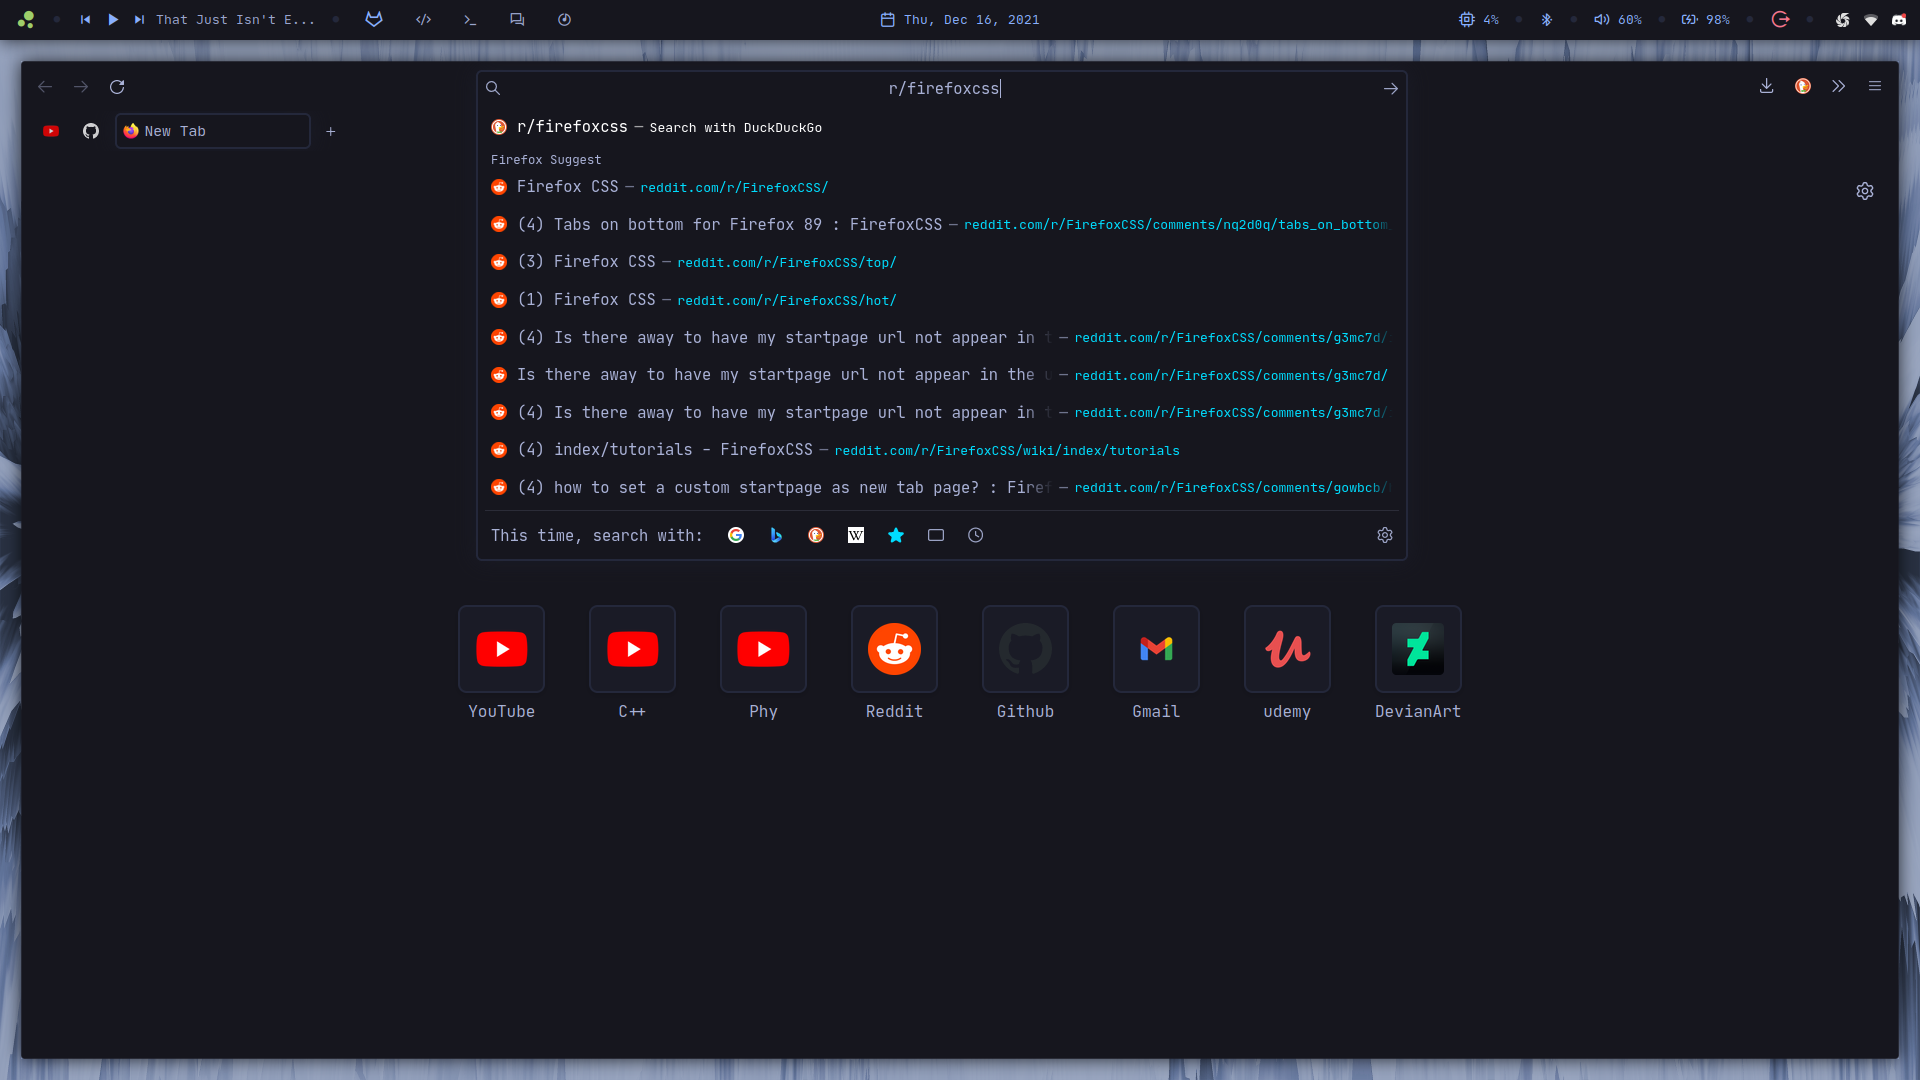 That Just Isn't E...
Thu, Dec 16, 2021
4%
60%
98%
r/firefoxcss
New Tab
r/firefoxcss — Search with DuckDuckGo
Firefox Suggest
Firefox CSS — reddit.com/r/FirefoxCSS/
(4) Tabs on bottom for Firefox 89 : FirefoxCSS — reddit.com/r/FirefoxCSS/comments/nq2d0q/tabs_on_bottom
(3) Firefox CSS — reddit.com/r/FirefoxCSS/top/
(1) Firefox CSS — reddit.com/r/FirefoxCSS/hot/
(4) Is there away to have my startpage url not appear in t — reddit.com/r/FirefoxCSS/comments/g3mc7d/
Is there away to have my startpage url not appear in the u — reddit.com/r/FirefoxCSS/comments/g3mc7d/
(4) Is there away to have my startpage url not appear in t — reddit.com/r/FirefoxCSS/comments/g3mc7d/
(4) index/tutorials - FirefoxCSS — reddit.com/r/FirefoxCSS/wiki/index/tutorials
(4) how to set a custom startpage as new tab page? : Firef — reddit.com/r/FirefoxCSS/comments/gowbcb/
This time, search with:
W
YouTube
C++
Phy
Reddit
Github
Gmail
udemy
DevianArt